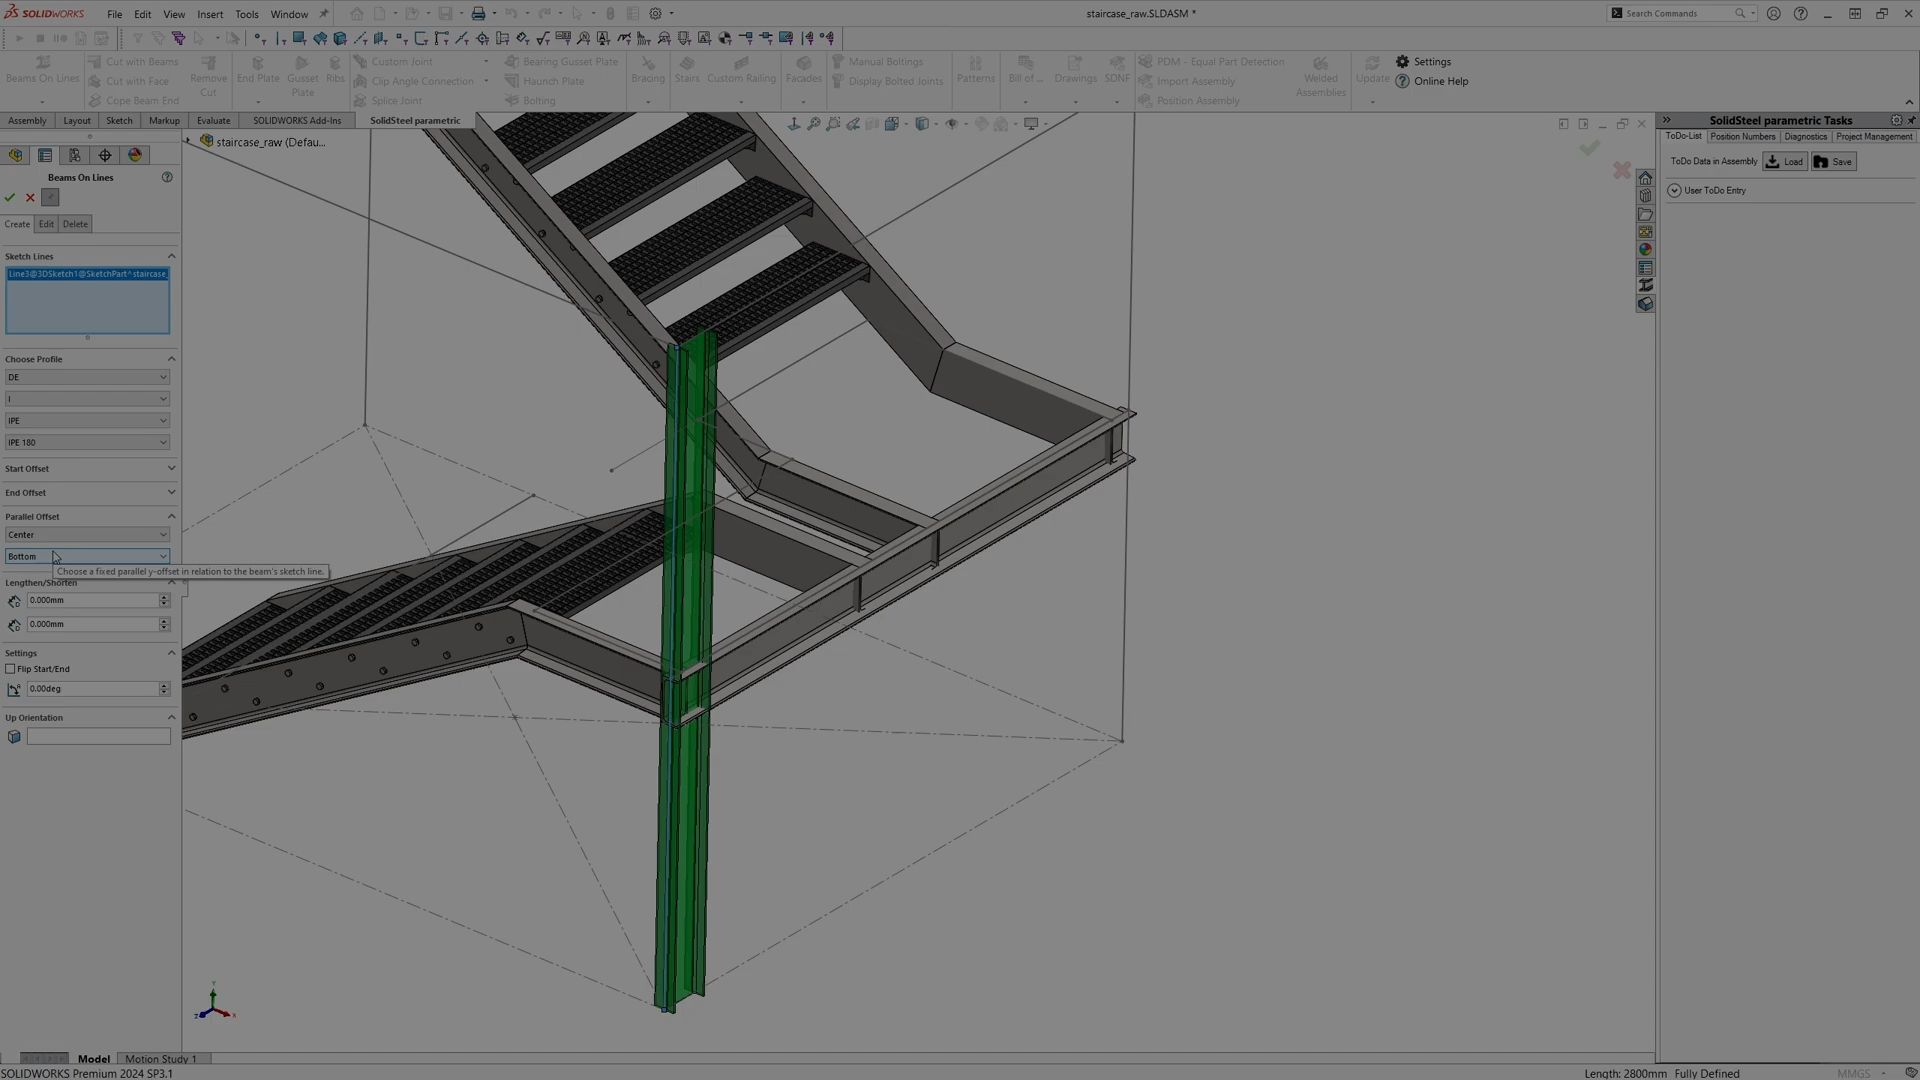 SOLIDWORKS File Edit View Insert Tools Window staircase_raw.SLDASM * Search Commands
Beams On Lines
Cut with Beams
Cut with Face
Cope Beam End
Remove Cut
End Plate
Gusset Plate
Ribs
Custom Joint
Clip Angle Connection
Splice Joint
Bearing Gusset Plate
Haunch Plate
Bolting
Bracing
Stairs
Custom Railing
Facades
Manual Boltings
Display Bolted Joints
Patterns
Bill of ...
Drawings
SDNF
PDM - Equal Part Denition
Import Assembly
Position Assembly
Welded Assemblies
Update
Settings
Online Help
Assembly Layout Sketch Markup Evaluate SOLIDWORKS Add-Ins SolidSteel parametric
SolidSteel parametric Tasks
ToDo-List Position Numbers Diagnostics Project Management
ToDo Data in Assembly Load Save
User ToDo Entry
staircase_raw (Defau...
Beams On Lines
Create Edit Delete
Sketch Lines
Line3@3DSketch1@SketchPart^staircase_
Choose Profile
DE
I
IPE
IPE 180
Start Offset
End Offset
Parallel Offset
Center
Bottom
Choose a fixed parallel y-offset in relation to the beam's sketch line.
Lengthen/Shorten
0.000mm
0.000mm
Settings
Flip Start/End
0.00deg
Up Orientation
Y
Z
X
Model Motion Study 1
SOLIDWORKS Premium 2024 SP3.1 Length: 2800mm Fully Defined MMGS